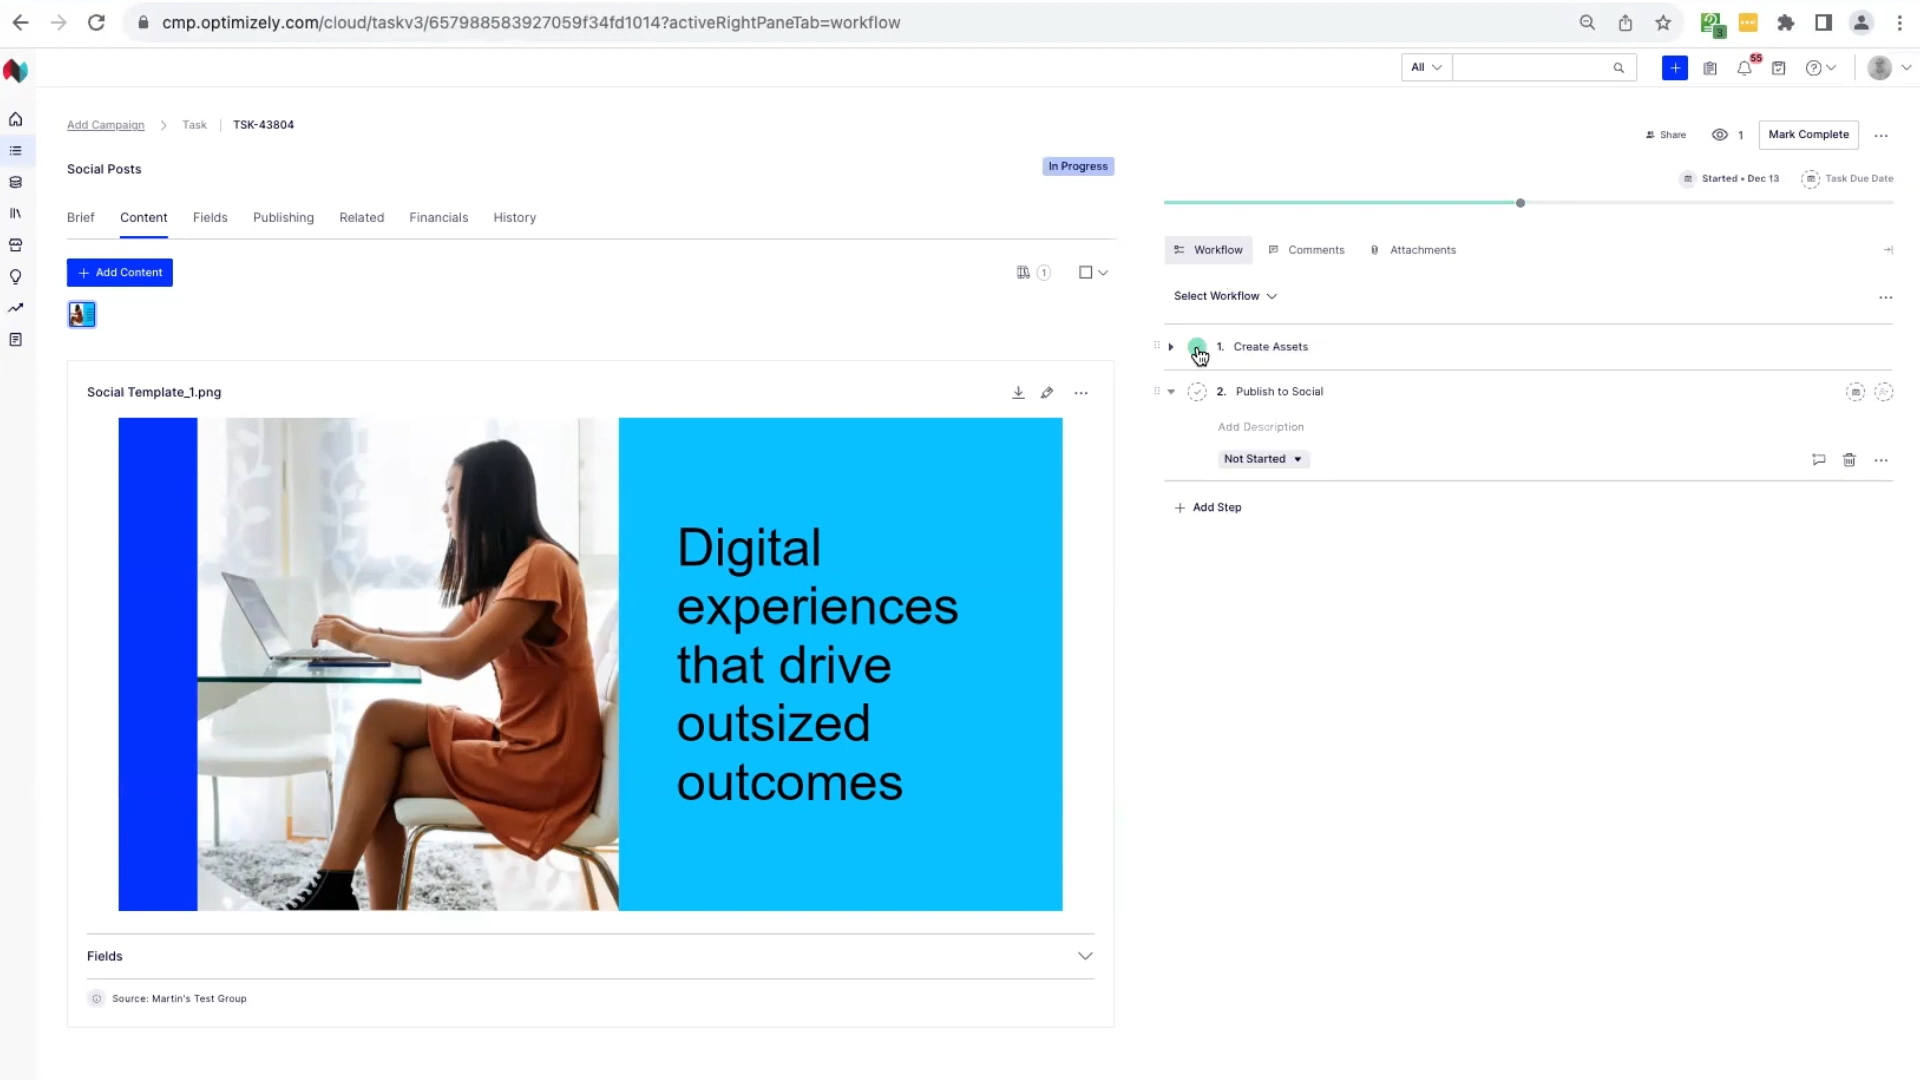 cmp.optimizely.com/cloud/taskv3/657988583927059f34fd1014?activeRightPaneTab=workflow
3
All
55
Add Campaign
Task
TSK-43804
Share
1
Mark Complete
Social Posts
In Progress
Started • Dec 13
Task Due Date
Brief
Content
Fields
Publishing
Related
Financials
History
Workflow
Comments
Attachments
+ Add Content
1
Select Workflow
1. Create Assets
Social Template_1.png
2. Publish to Social
Add Description
Not Started
+ Add Step
Digital
experiences
that drive
outsized
outcomes
Fields
Source: Martin's Test Group